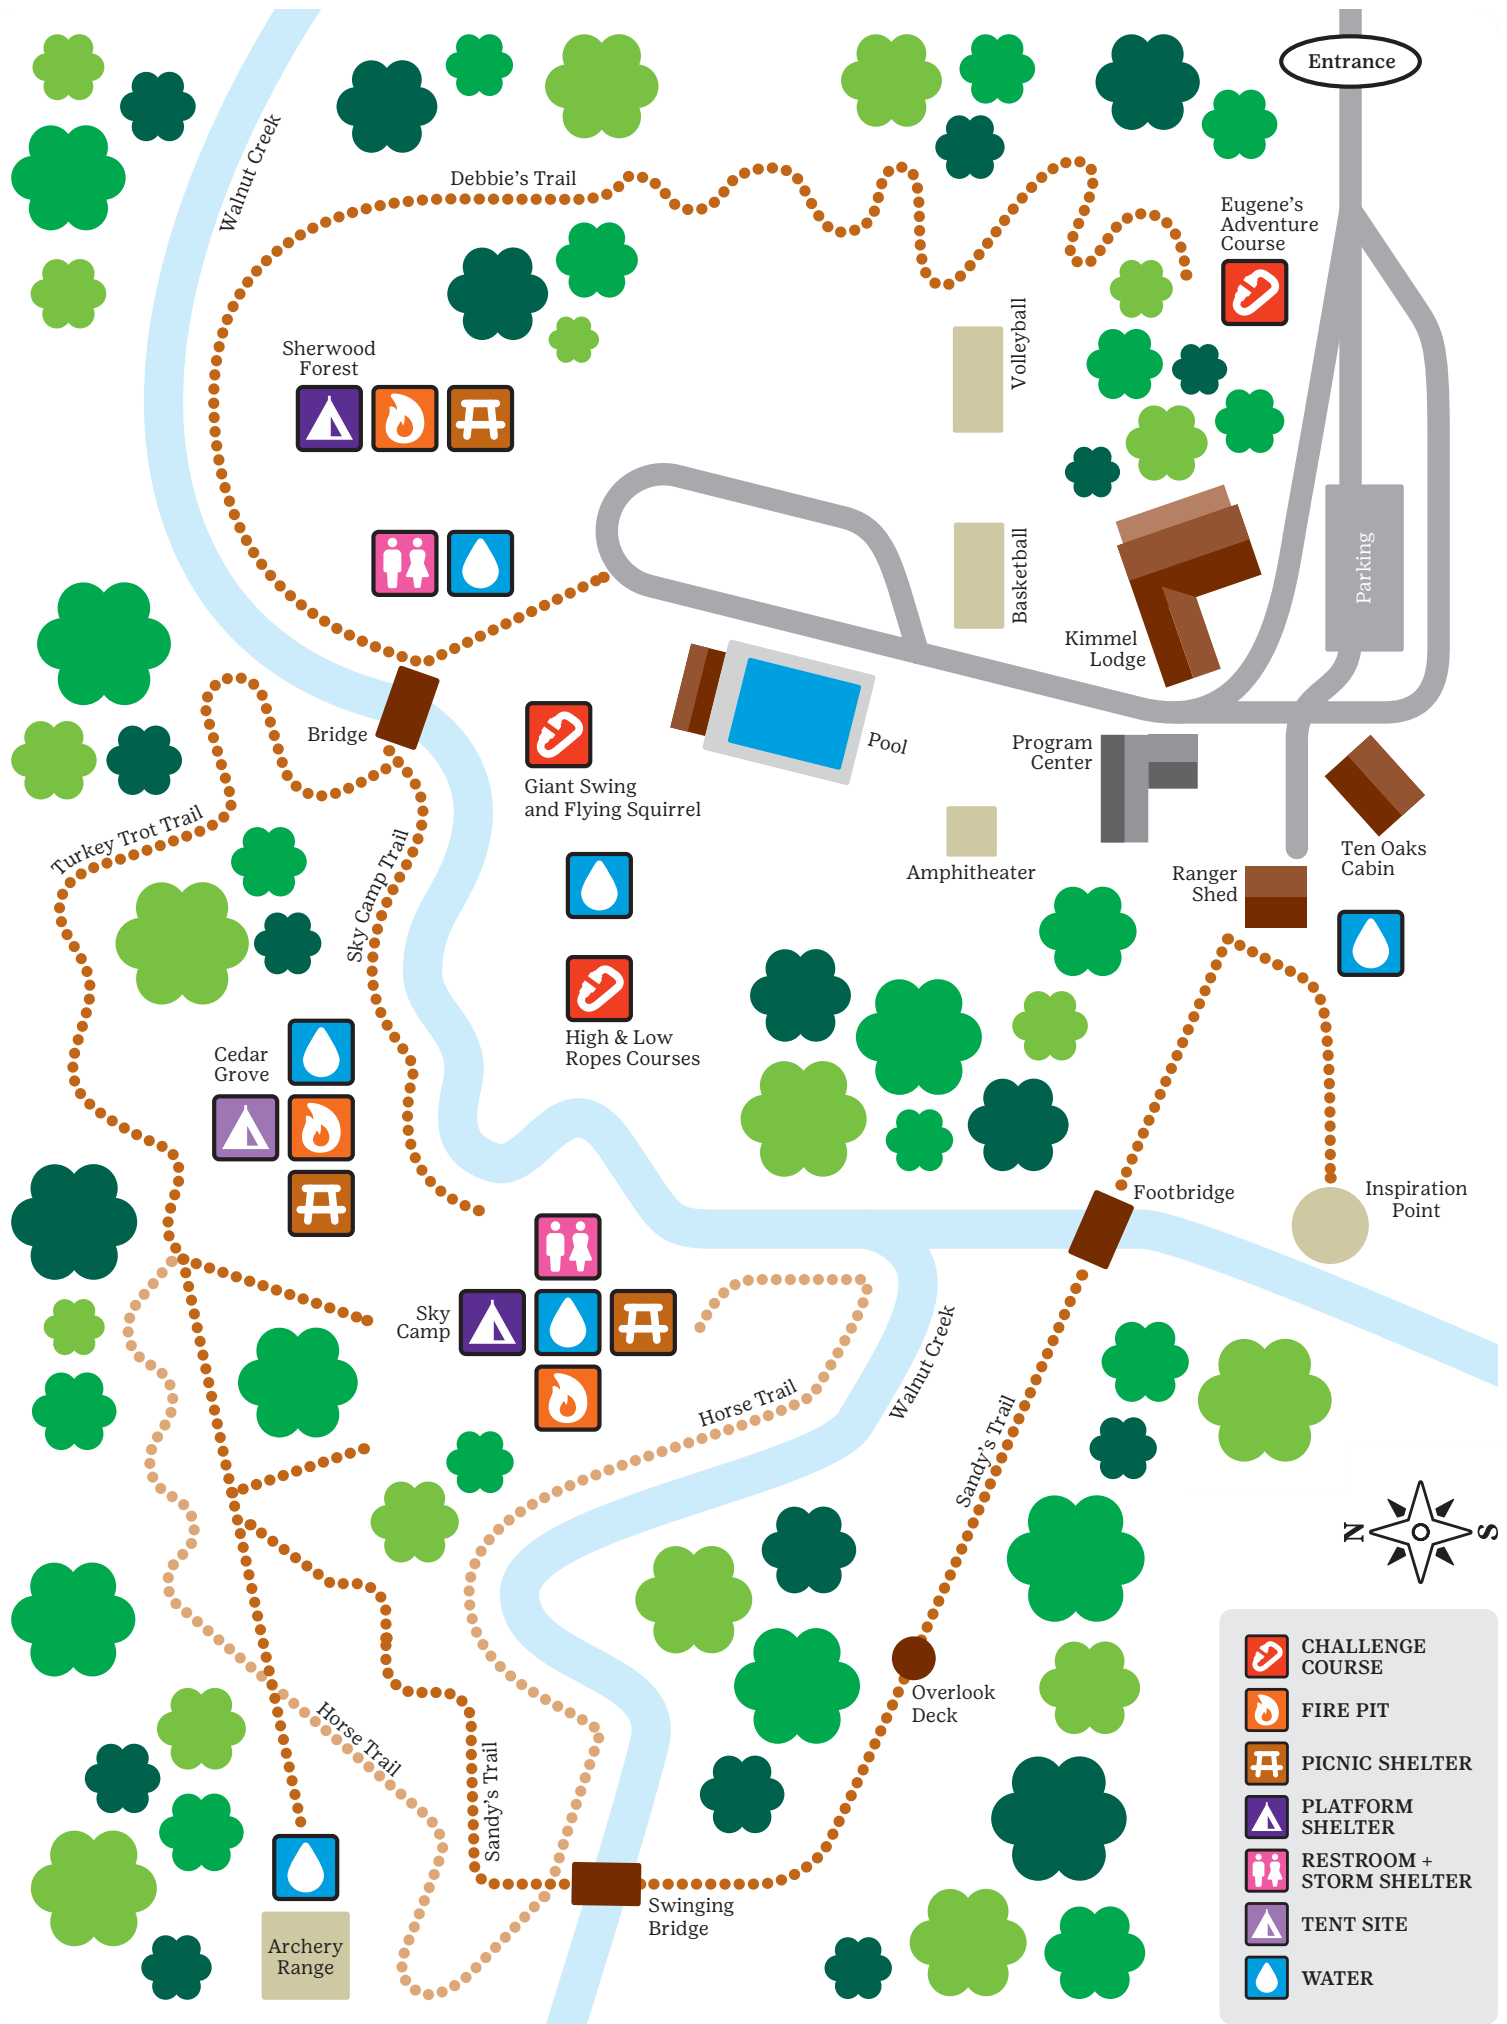 Entrance
Walnut Creek
Debbie's Trail
Eugene's
Adventure
Course
Volleyball
Sherwood
Forest
Basketball
Parking
Kimmel
Lodge
Bridge
Pool
Program
Center
Giant Swing
and Flying Squirrel
Turkey Trot Trail
Sky Camp Trail
Amphitheater
Ten Oaks
Cabin
Ranger
Shed
High & Low
Ropes Courses
Cedar
Grove
Footbridge
Inspiration
Point
Sky
Camp
Horse Trail
Walnut Creek
Sandy's Trail
N
S
Overlook
Deck
Horse Trail
Sandy's Trail
Swinging
Bridge
Archery
Range
CHALLENGE
COURSE
FIRE PIT
PICNIC SHELTER
PLATFORM
SHELTER
RESTROOM +
STORM SHELTER
TENT SITE
WATER